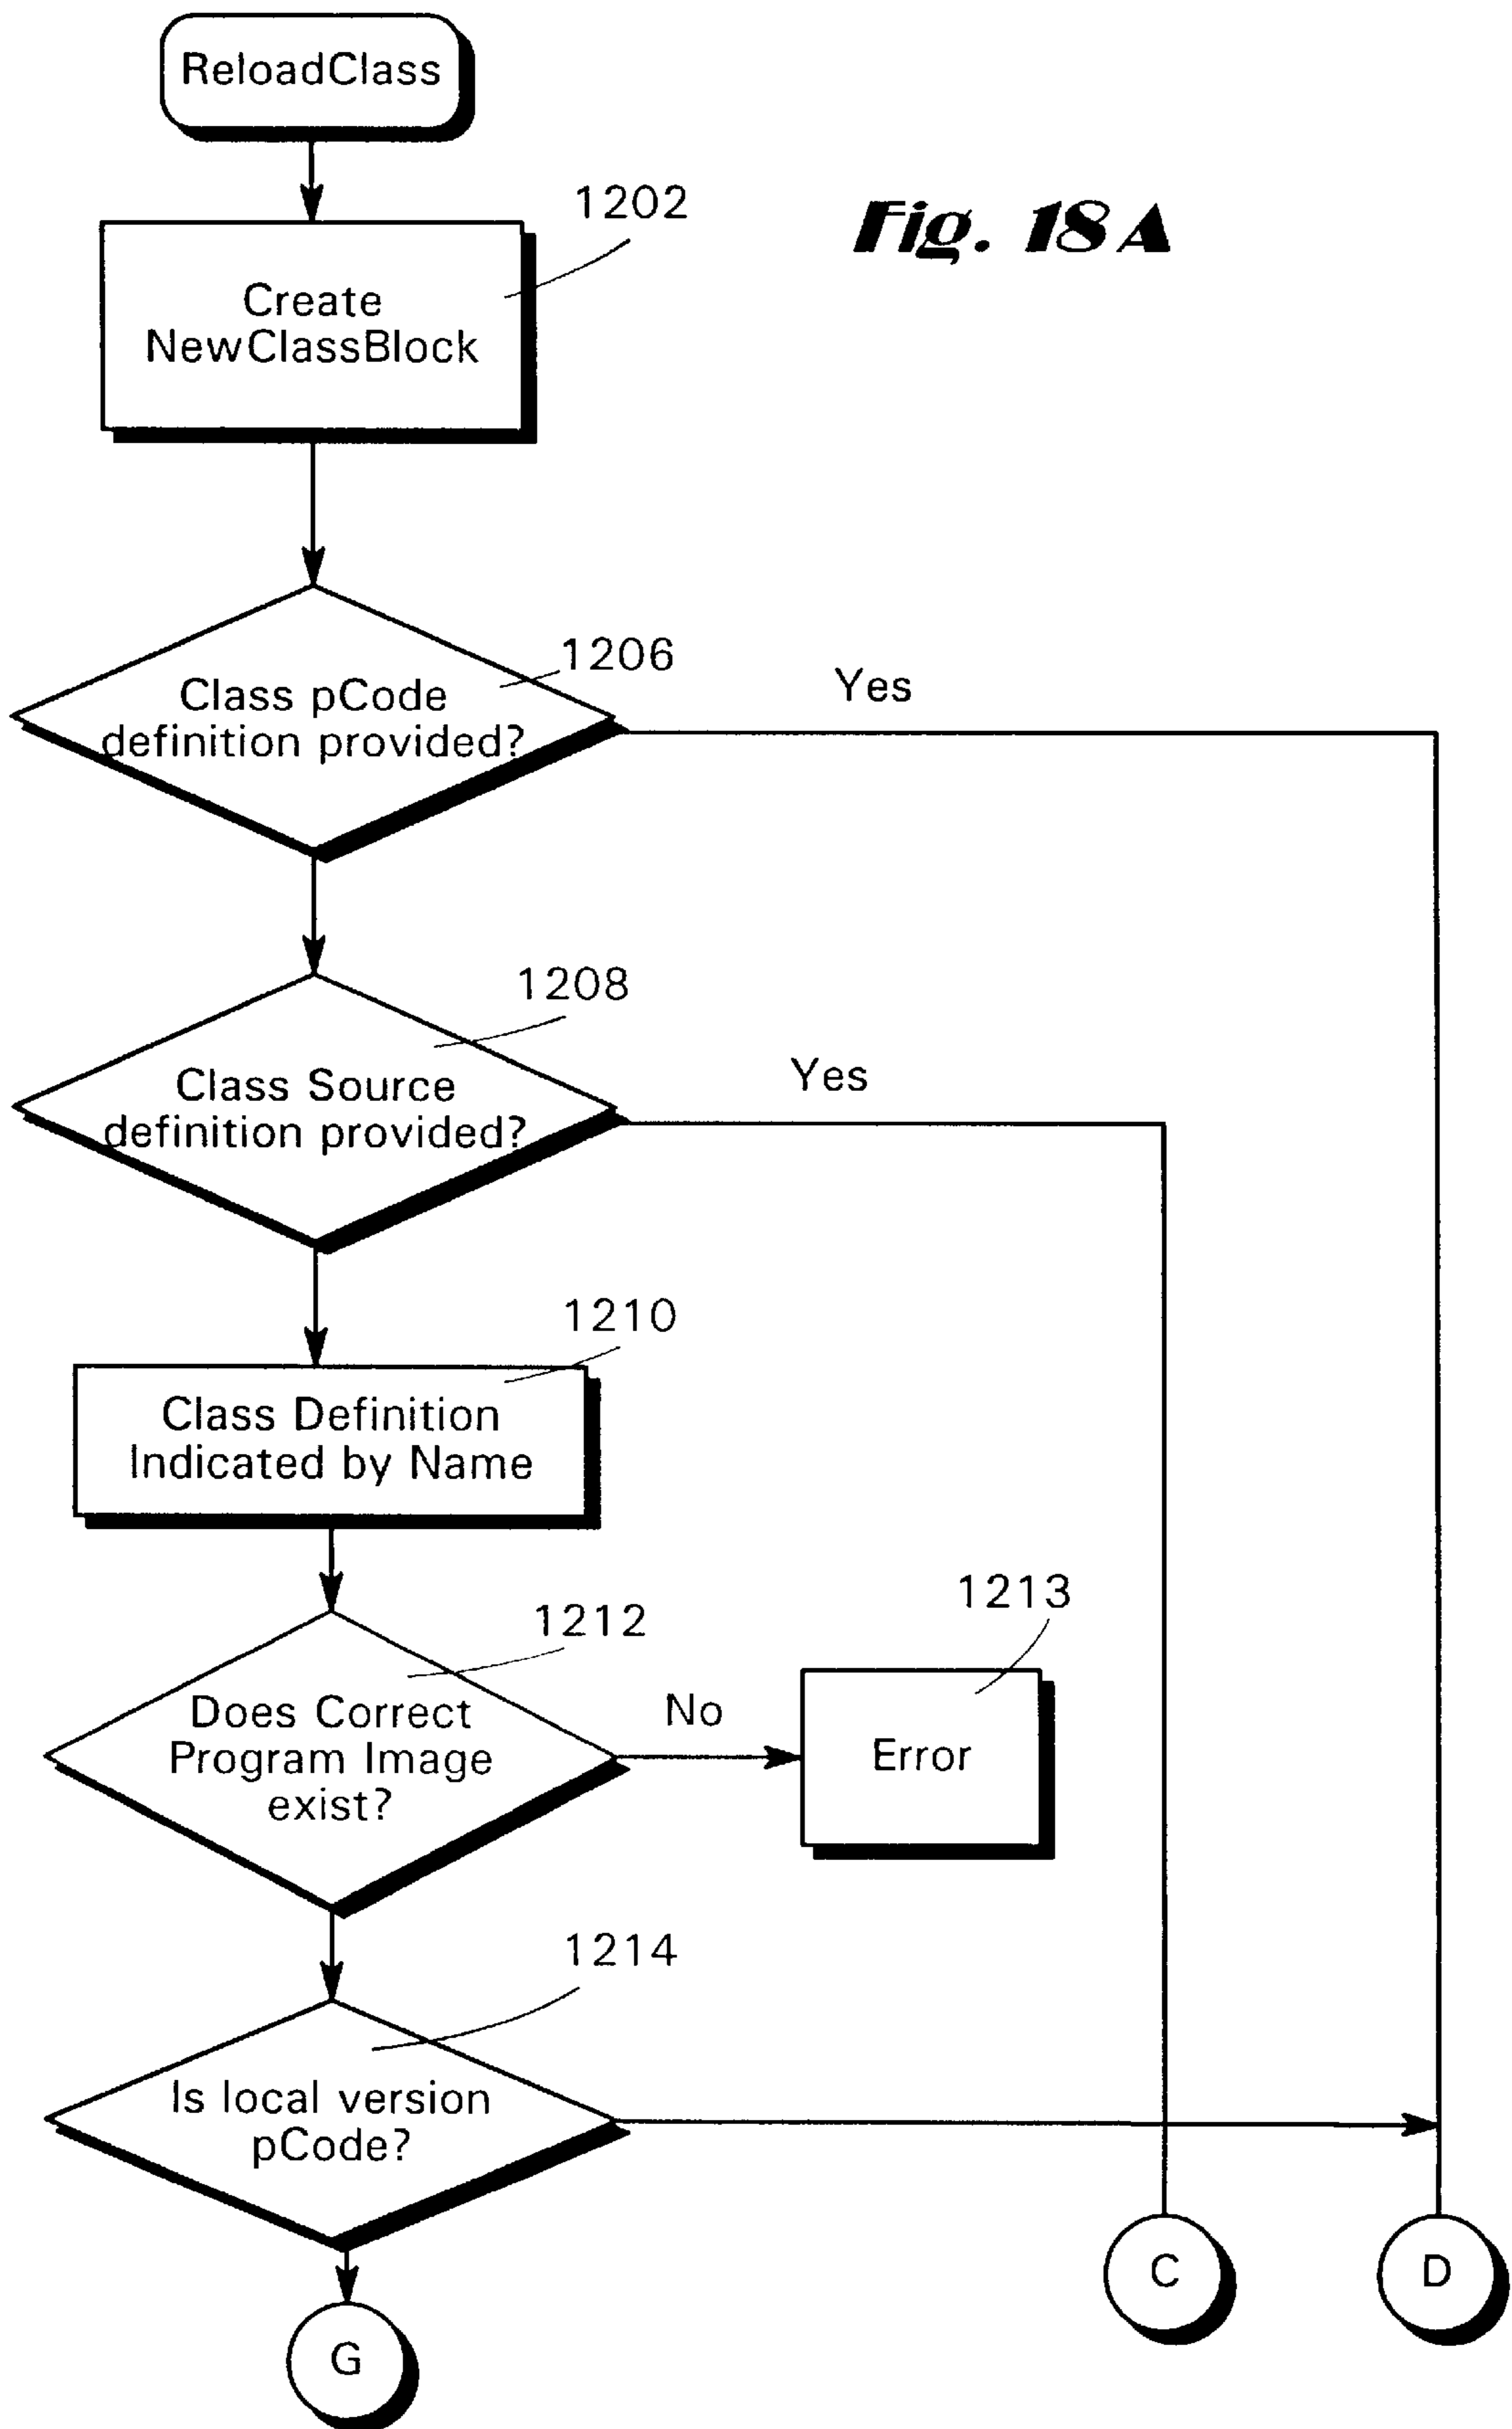 ReloadClass
Fig. 18A
1202
Create
NewClassBlock
1206
Yes
Class pCode
definition provided?
1208
Yes
Class Source
definition provided?
1210
Class Definition
Indicated by Name
1212
1213
Does Correct
Program Image
exist?
No
Error
1214
Is local version
pCode?
C
D
G